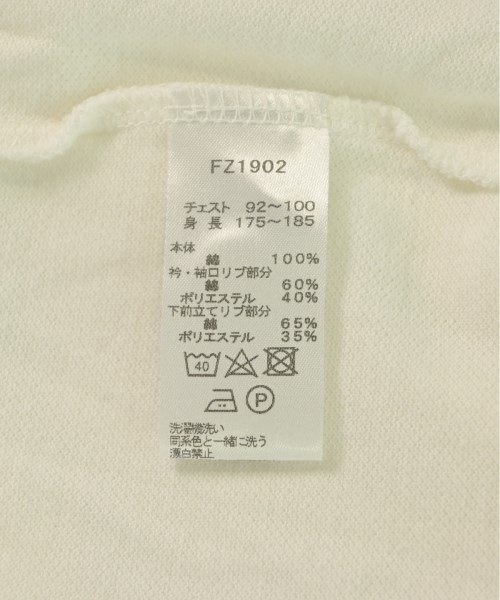 FZ1902
チェスト 92～100
身長 175～185
本体
綿 100%
衿・袖口リブ部分
綿 60%
ポリエステル 40%
下前立てリブ部分
綿 65%
ポリエステル 35%
40
P
洗濯機洗い
同系色と一緒に洗う
漂白禁止